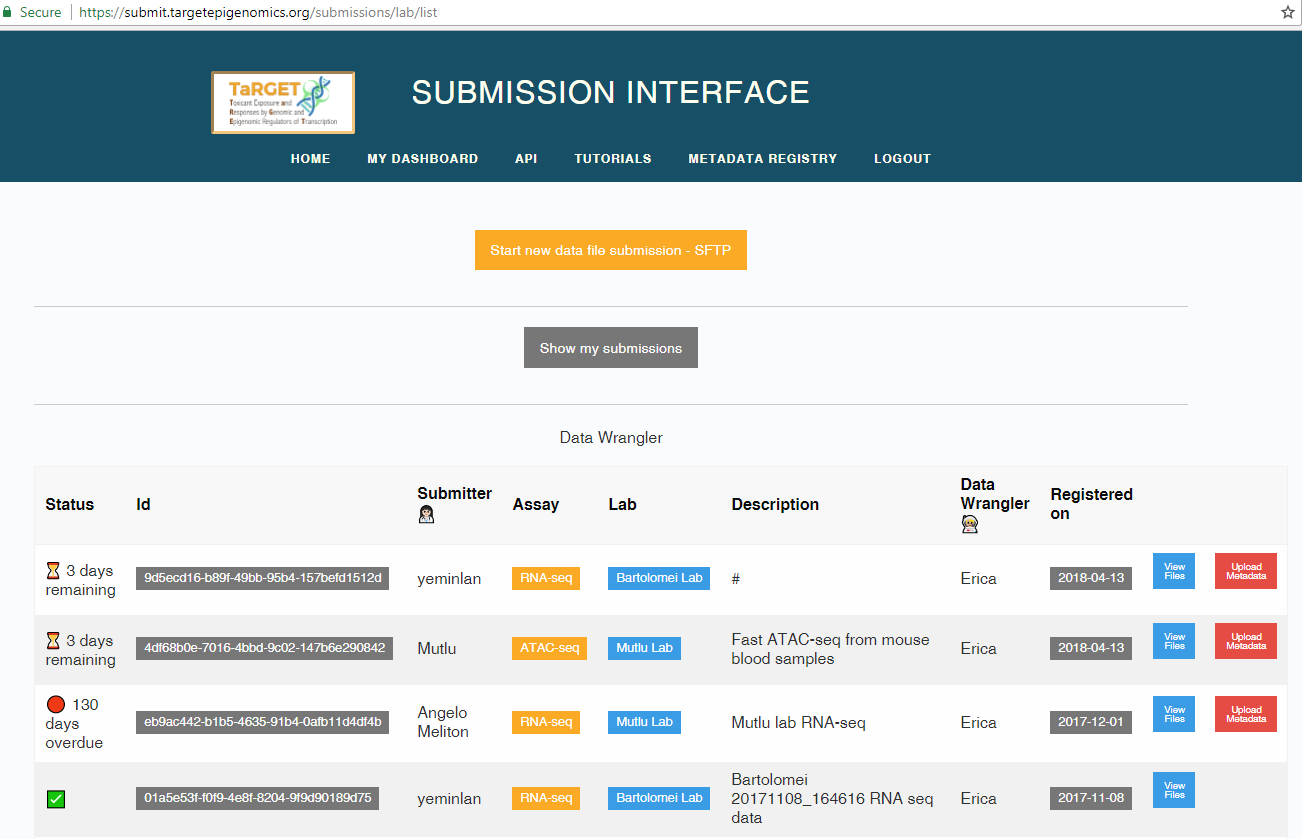 Secure https://submit.targetepigenomics.org/submissions/lab/list
TaRGET
Toxicant Exposure and
Responses by Genomic and
Epigenomic Regulators of Transcription
SUBMISSION INTERFACE
HOME MY DASHBOARD API TUTORIALS METADATA REGISTRY LOGOUT
Start new data file submission - SFTP
Show my submissions
Data Wrangler
Status Id Submitter Assay Lab Description Data Wrangler Registered on
3 days remaining 9d5ecd16-b89f-49bb-95b4-157befd1512d yeminlan RNA-seq Bartolomei Lab # Erica 2018-04-13 View Files Upload Metadata
3 days remaining 4df68b0e-7016-4bbd-9c02-147b6e290842 Mutlu ATAC-seq Mutlu Lab Fast ATAC-seq from mouse blood samples Erica 2018-04-13 View Files Upload Metadata
130 days overdue eb9ac442-b1b5-4635-91b4-0afb11d4df4b Angelo Meliton RNA-seq Mutlu Lab Mutlu lab RNA-seq Erica 2017-12-01 View Files Upload Metadata
01a5e53f-f0f9-4e8f-8204-9f9d90189d75 yeminlan RNA-seq Bartolomei Lab Bartolomei 20171108_164616 RNA seq data Erica 2017-11-08 View Files